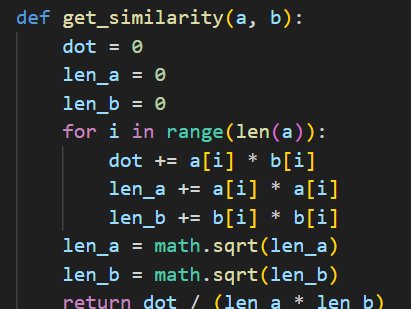 def get_similarity(a, b):
    dot = 0
    len_a = 0
    len_b = 0
    for i in range(len(a)):
        dot += a[i] * b[i]
        len_a += a[i] * a[i]
        len_b += b[i] * b[i]
    len_a = math.sqrt(len_a)
    len_b = math.sqrt(len_b)
    return dot / (len_a * len_b)